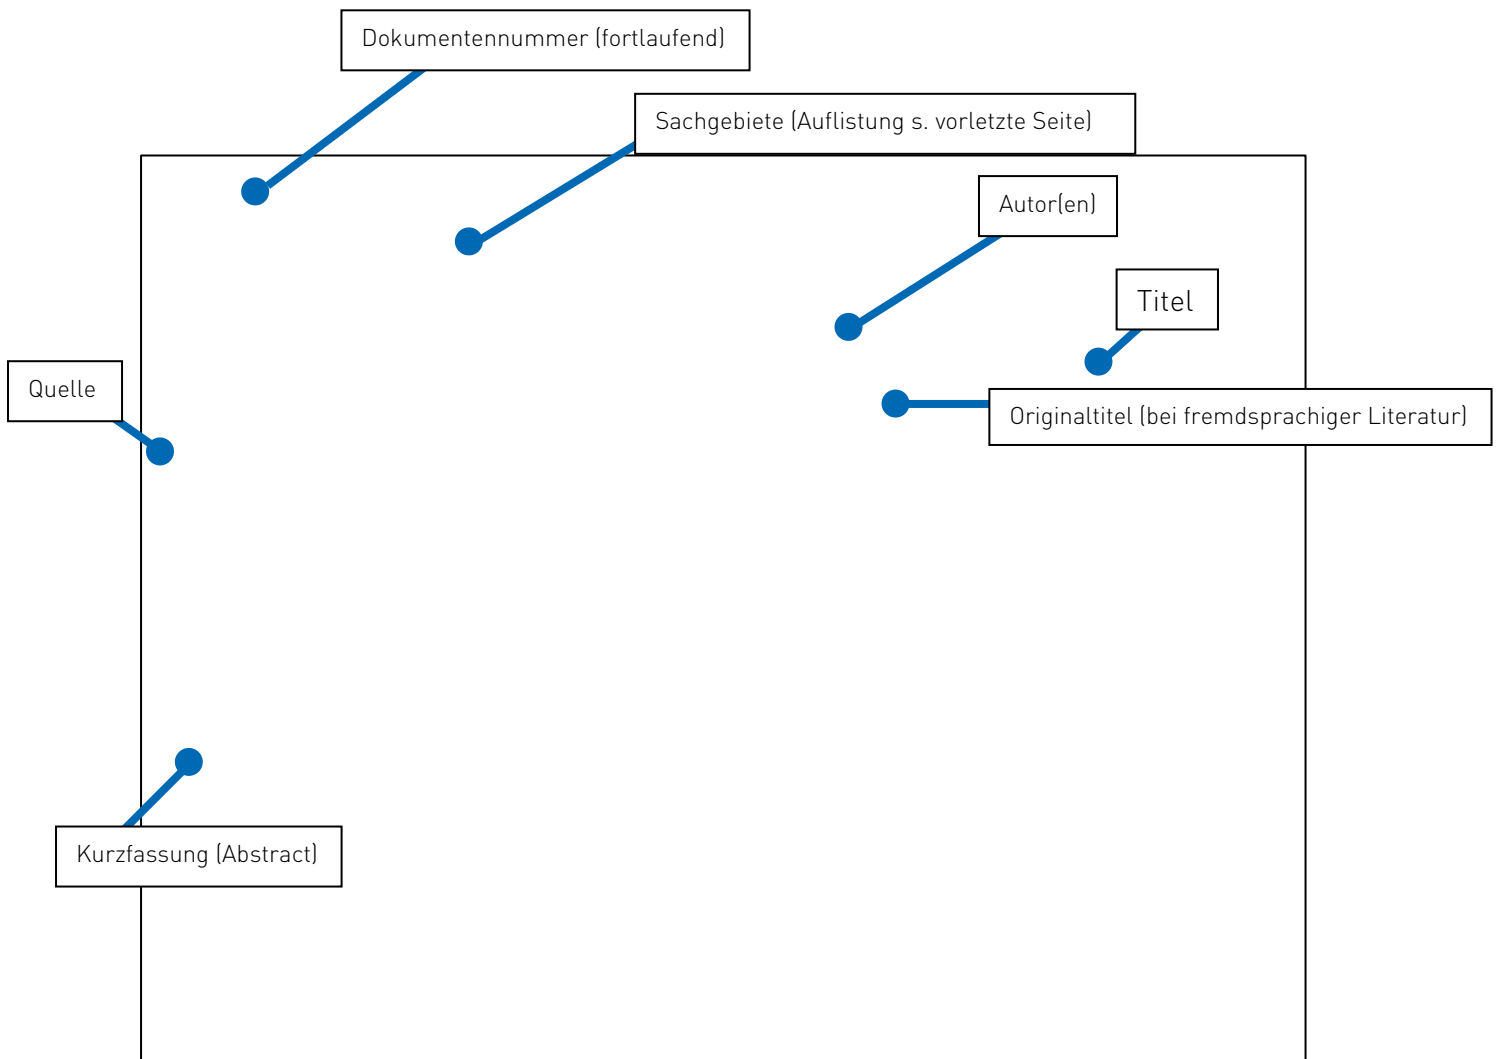 Dokumentennummer (fortlaufend)
Sachgebiete (Auflistung s. vorletzte Seite)
Autor(en)
Titel
Quelle
Originaltitel (bei fremdsprachiger Literatur)
Kurzfassung (Abstract)